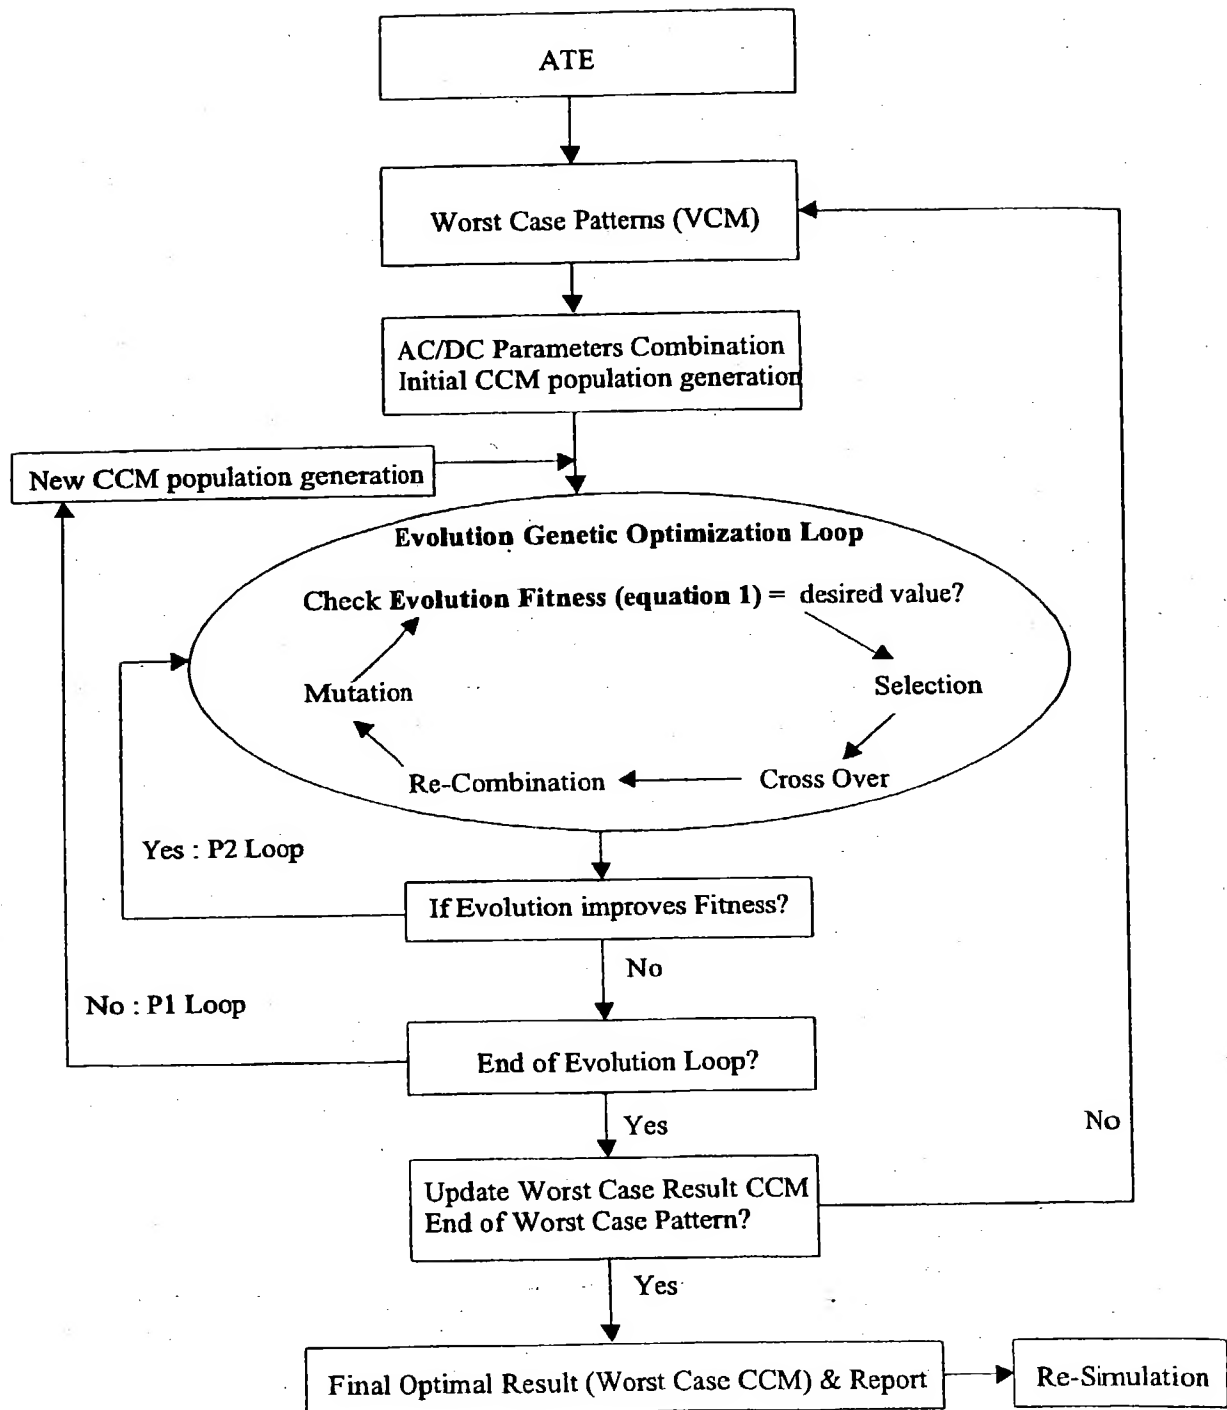 ATE
Worst Case Patterns (VCM)
AC/DC Parameters Combination
Initial CCM population generation
New CCM population generation
Evolution Genetic Optimization Loop
Check Evolution Fitness (equation 1) = desired value?
Mutation
Selection
Re-Combination
Cross Over
Yes : P2 Loop
If Evolution improves Fitness?
No
No : P1 Loop
End of Evolution Loop?
Yes
No
Update Worst Case Result CCM
End of Worst Case Pattern?
Yes
Final Optimal Result (Worst Case CCM) & Report
Re-Simulation